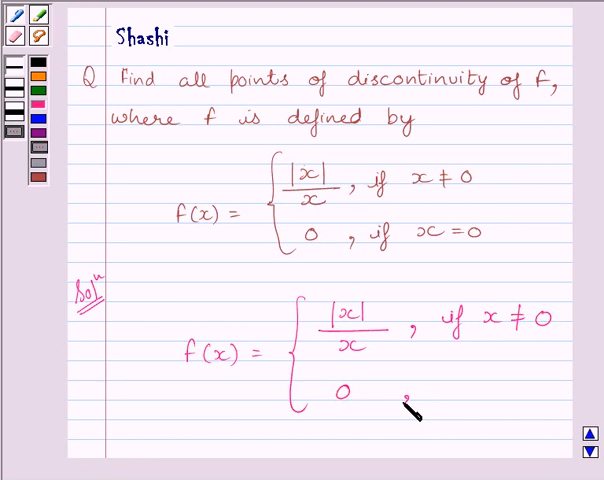 Shashi
Q Find all points of discontinuity of f,
where f is defined by
f(x) = { |x|/x , if x ≠ 0
0 , if x = 0
Solⁿ
f(x) = { |x|/x , if x ≠ 0
0 ,